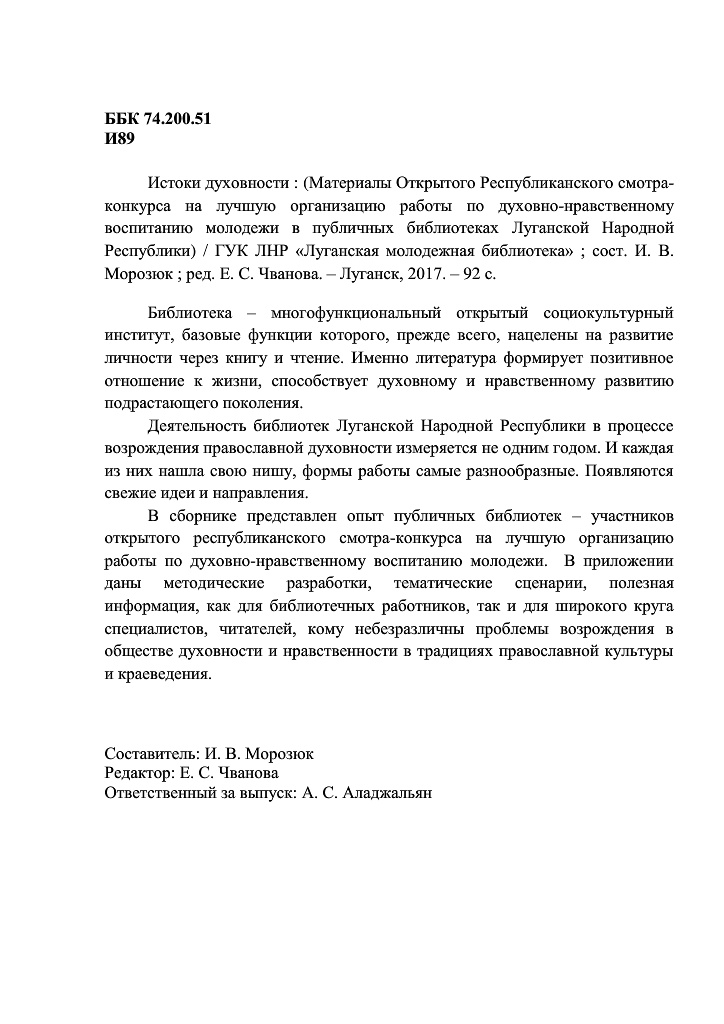 ББК 74.200.51
И89
Истоки духовности : (Материалы Открытого Республиканского смотра-
конкурса на лучшую организацию работы по духовно-нравственному
воспитанию молодежи в публичных библиотеках Луганской Народной
Республики) / ГУК ЛНР «Луганская молодежная библиотека» ; сост. И. В.
Морозюк ; ред. Е. С. Чванова. – Луганск, 2017. – 92 с.
Библиотека – многофункциональный открытый социокультурный
институт, базовые функции которого, прежде всего, нацелены на развитие
личности через книгу и чтение. Именно литература формирует позитивное
отношение к жизни, способствует духовному и нравственному развитию
подрастающего поколения.
Деятельность библиотек Луганской Народной Республики в процессе
возрождения православной духовности измеряется не одним годом. И каждая
из них нашла свою нишу, формы работы самые разнообразные. Появляются
свежие идеи и направления.
В сборнике представлен опыт публичных библиотек – участников
открытого республиканского смотра-конкурса на лучшую организацию
работы по духовно-нравственному воспитанию молодежи. В приложении
даны методические разработки, тематические сценарии, полезная
информация, как для библиотечных работников, так и для широкого круга
специалистов, читателей, кому небезразличны проблемы возрождения в
обществе духовности и нравственности в традициях православной культуры
и краеведения.
Составитель: И. В. Морозюк
Редактор: Е. С. Чванова
Ответственный за выпуск: А. С. Аладжальян